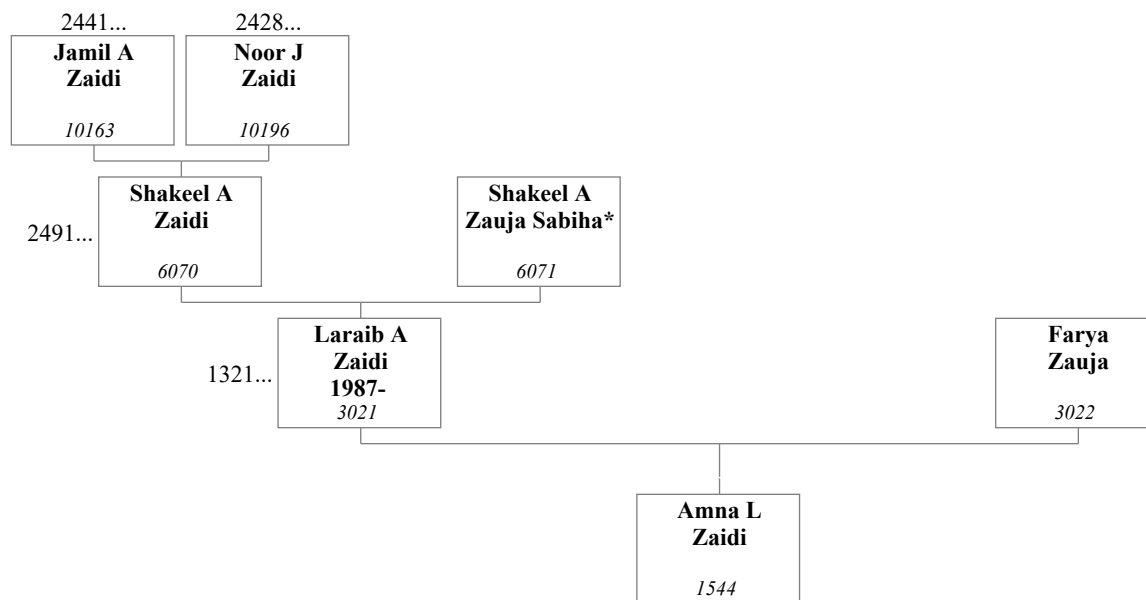 2441...
2428...
Jamil A
Zaidi
10163
Noor J
Zaidi
10196
2491...
Shakeel A
Zaidi
6070
Shakeel A
Zauja Sabiha*
6071
1321...
Laraib A
Zaidi
1987-
3021
Farya
Zauja
3022
Amna L
Zaidi
1544